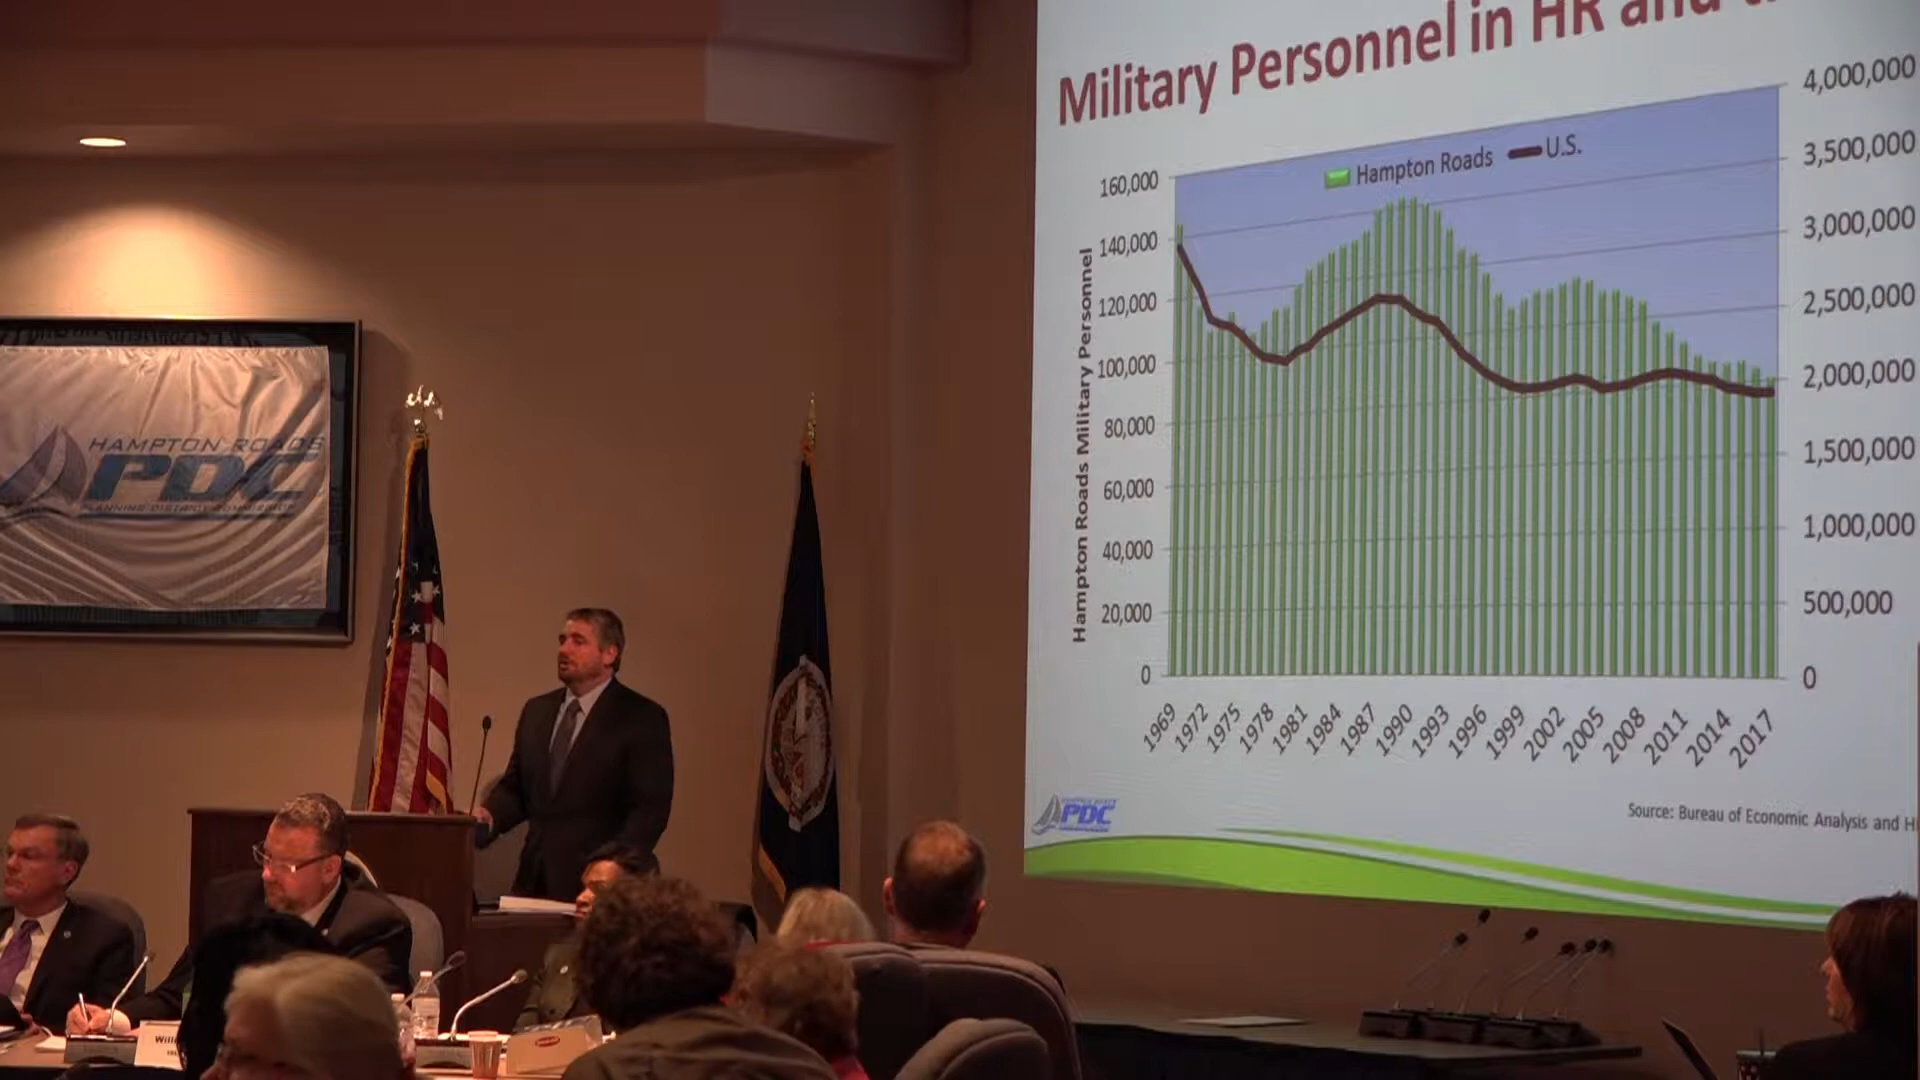 Military Personnel in HR and
4,000,000
3,500,000
3,000,000
2,500,000
2,000,000
1,500,000
1,000,000
500,000
0
Hampton Roads U.S.
160,000
140,000
120,000
100,000
80,000
60,000
40,000
20,000
0
Hampton Roads Military Personnel
1969 1972 1975 1978 1981 1984 1987 1990 1993 1996 1999 2002 2005 2008 2011 2014 2017
Source: Bureau of Economic Analysis and
PDC
HAMPTON ROADS
PDC
PLANNING DISTRICT COMMISSION